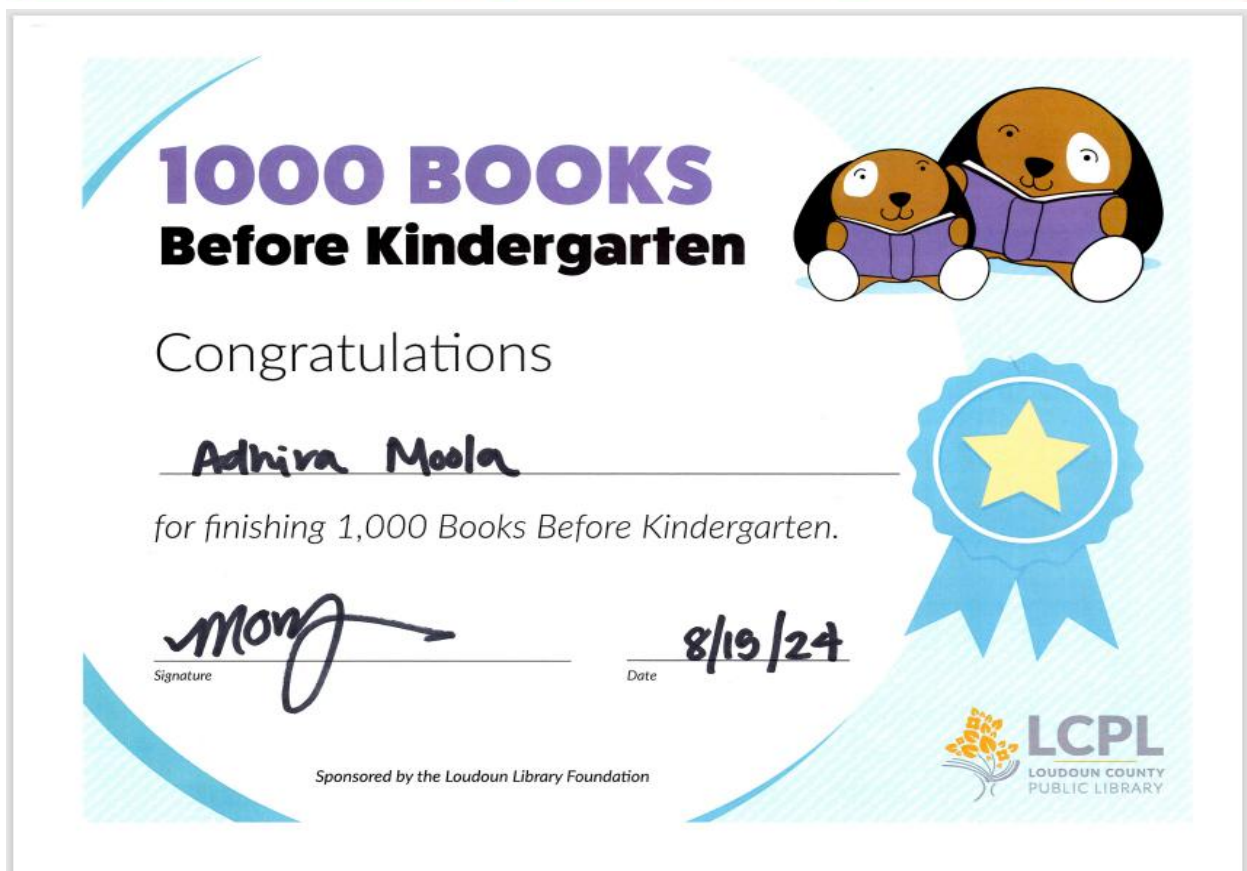 1000 BOOKS
Before Kindergarten
Congratulations
Adhira Moola
for finishing 1,000 Books Before Kindergarten.
Signature
8/15/24
Date
Sponsored by the Loudoun Library Foundation
LCPL
LOUDOUN COUNTY
PUBLIC LIBRARY